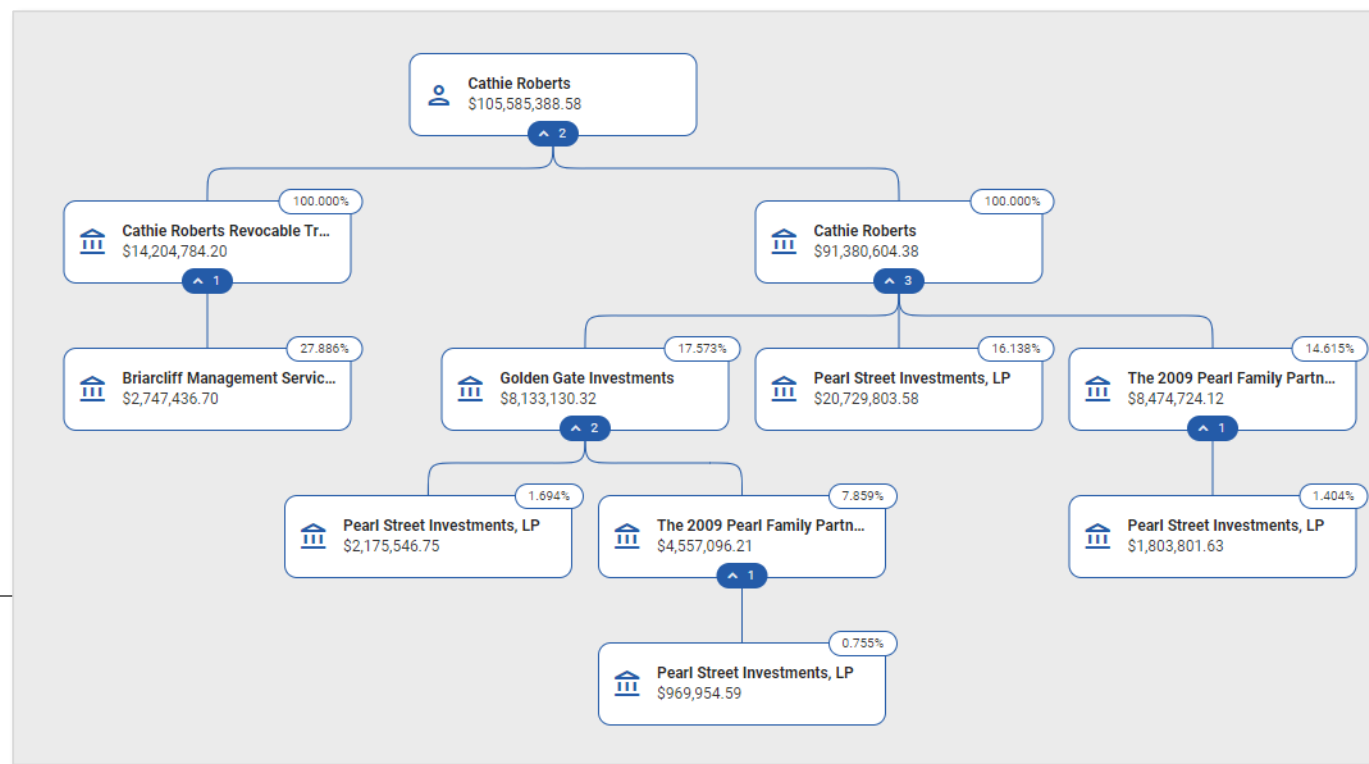 Cathie Roberts
$105,585,388.58
2
100.000%
Cathie Roberts Revocable Tr...
$14,204,784.20
1
100.000%
Cathie Roberts
$91,380,604.38
3
27.886%
Briarcliff Management Servic...
$2,747,436.70
17.573%
Golden Gate Investments
$8,133,130.32
2
16.138%
Pearl Street Investments, LP
$20,729,803.58
14.615%
The 2009 Pearl Family Partn...
$8,474,724.12
1
1.694%
Pearl Street Investments, LP
$2,175,546.75
7.859%
The 2009 Pearl Family Partn...
$4,557,096.21
1
1.404%
Pearl Street Investments, LP
$1,803,801.63
0.755%
Pearl Street Investments, LP
$969,954.59